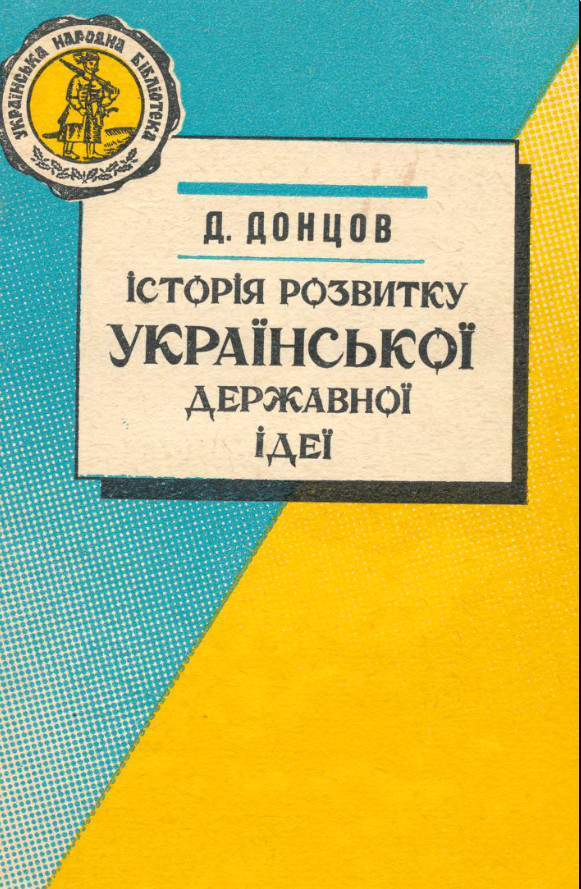 УКРАЇНСЬКА НАРОДНА БІБЛІОТЕКА
Д. ДОНЦОВ
ІСТОРІЯ РОЗВИТКУ
УКРАЇНСЬКОЇ
ДЕРЖАВНОЇ
ІДЕЇ